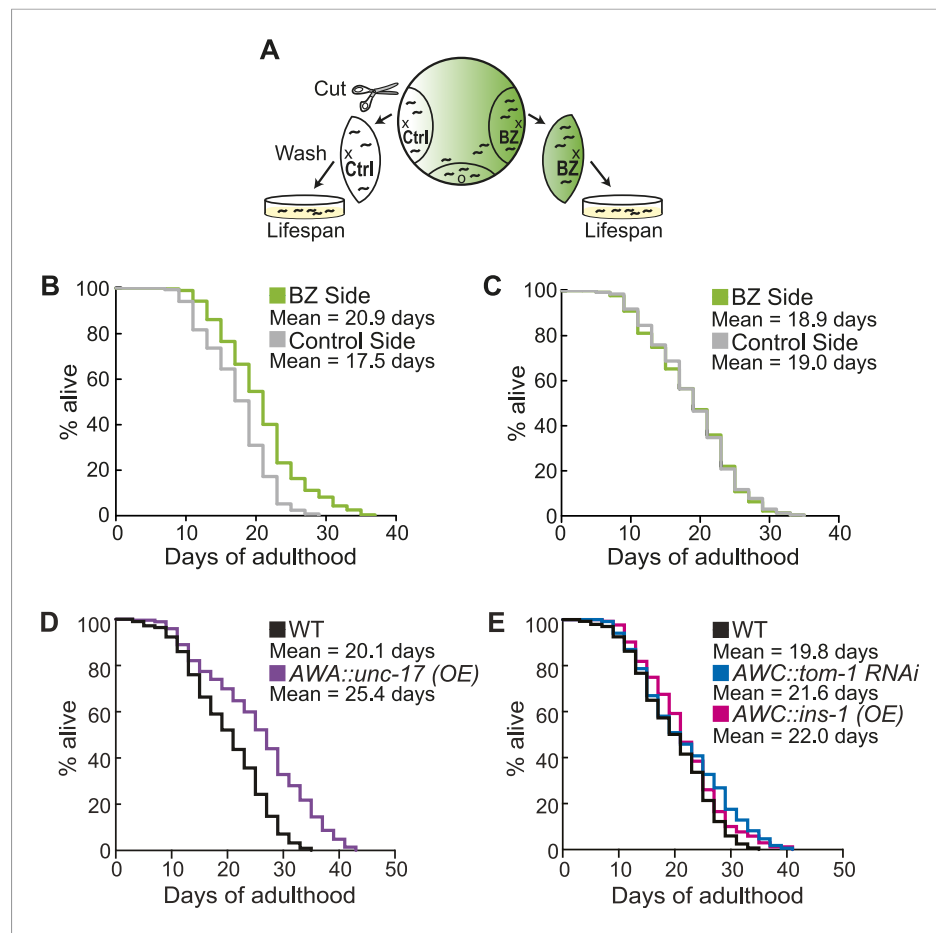 A
Cut
x
Ctrl
x
BZ
o
Wash
x
Ctrl
x
BZ
Lifespan
Lifespan
B
100
80
60
40
20
0
% alive
0 10 20 30 40
Days of adulthood
BZ Side
Mean = 20.9 days
Control Side
Mean = 17.5 days
C
100
80
60
40
20
0
% alive
0 10 20 30 40
Days of adulthood
BZ Side
Mean = 18.9 days
Control Side
Mean = 19.0 days
D
100
80
60
40
20
0
% alive
0 10 20 30 40 50
Days of adulthood
WT
Mean = 20.1 days
AWA::unc-17 (OE)
Mean = 25.4 days
E
100
80
60
40
20
0
% alive
0 10 20 30 40 50
Days of adulthood
WT
Mean = 19.8 days
AWC::tom-1 RNAi
Mean = 21.6 days
AWC::ins-1 (OE)
Mean = 22.0 days